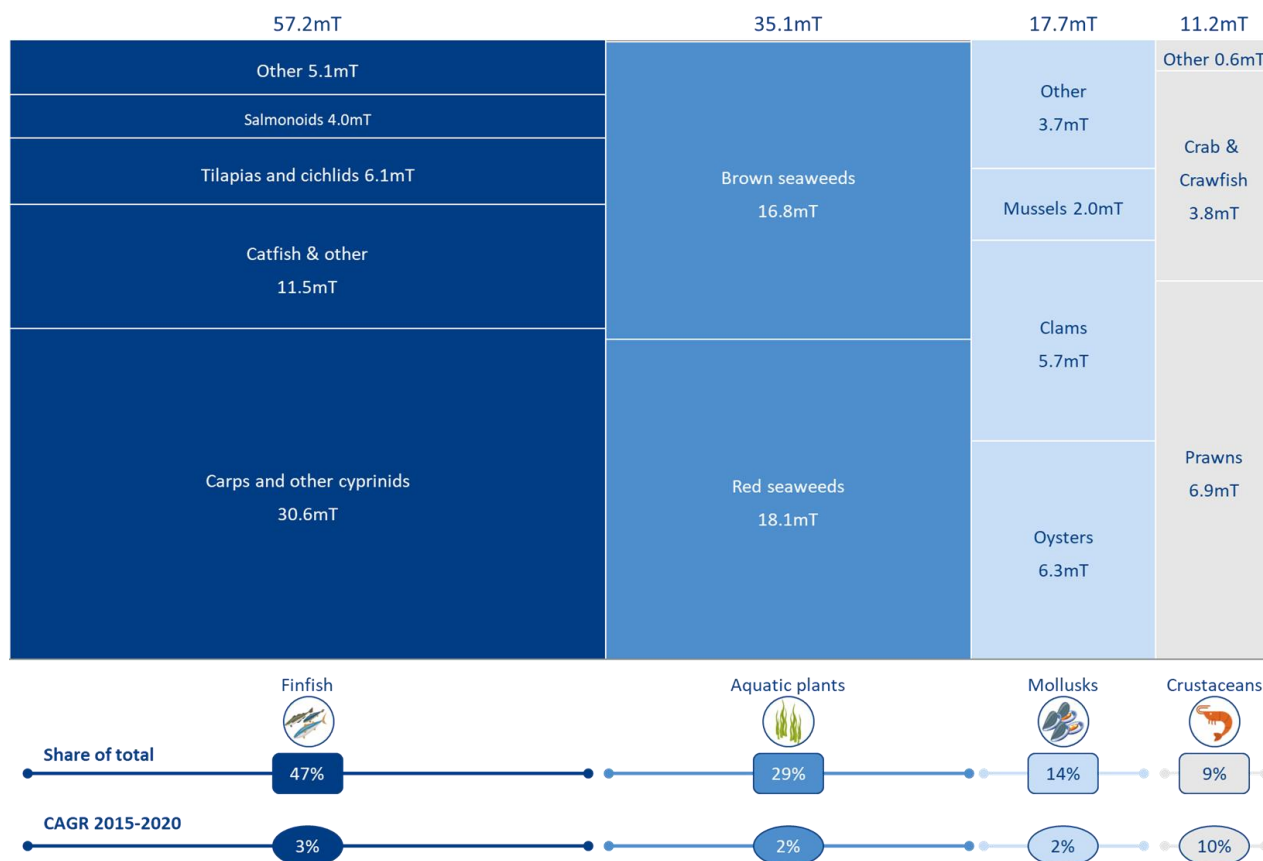 57.2mT
35.1mT
17.7mT
11.2mT
Other 5.1mT
Salmonoids 4.0mT
Tilapias and cichlids 6.1mT
Catfish & other
11.5mT
Carps and other cyprinids
30.6mT
Brown seaweeds
16.8mT
Red seaweeds
18.1mT
Other
3.7mT
Mussels 2.0mT
Clams
5.7mT
Oysters
6.3mT
Other 0.6mT
Crab &
Crawfish
3.8mT
Prawns
6.9mT
Finfish
Aquatic plants
Mollusks
Crustaceans
Share of total
47%
29%
14%
9%
CAGR 2015-2020
3%
2%
2%
10%